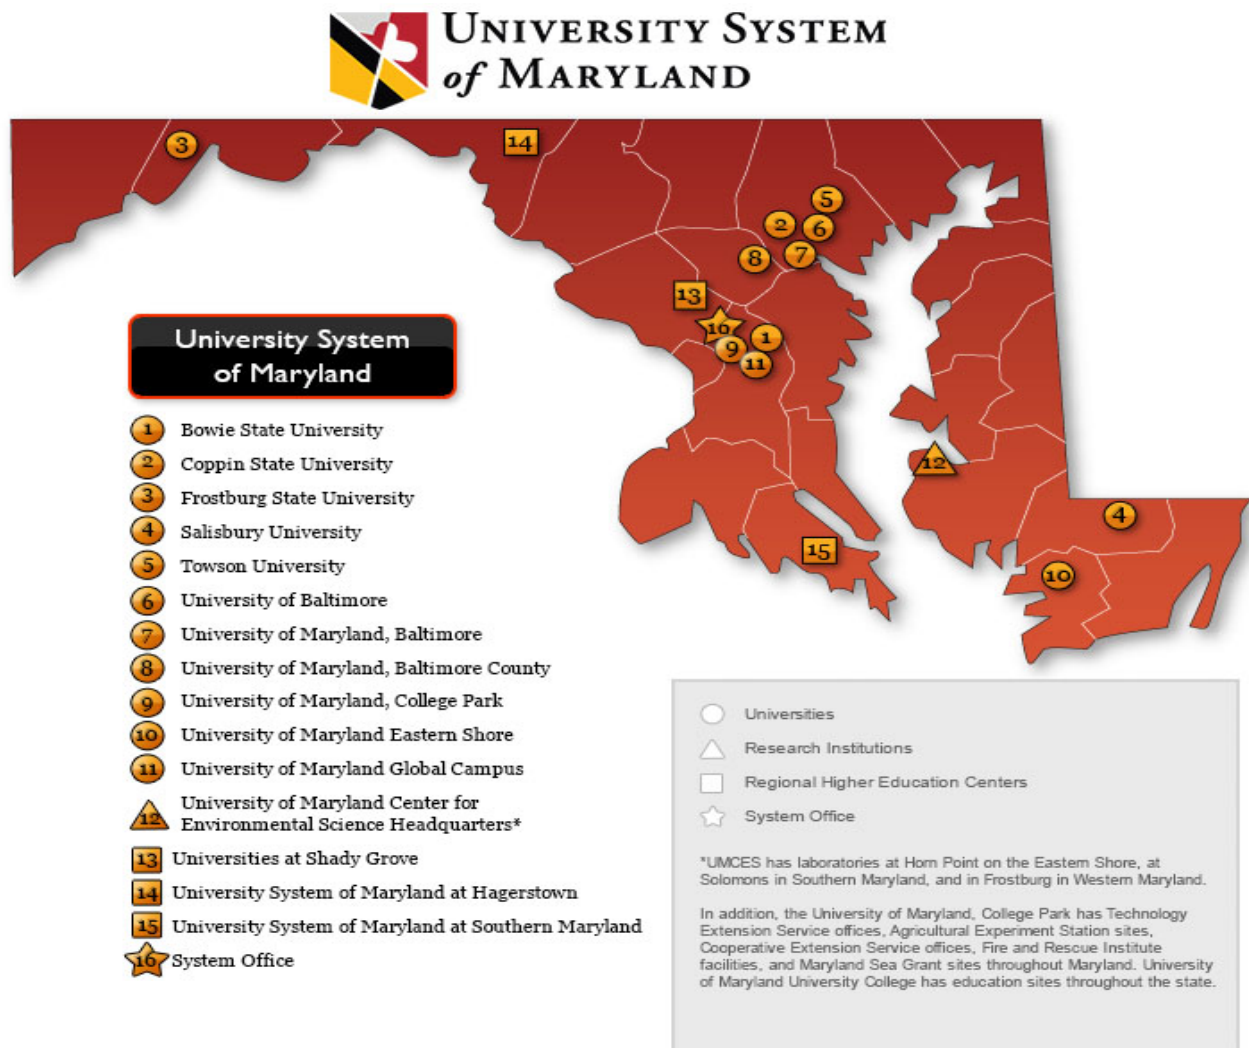 UNIVERSITY SYSTEM
of MARYLAND
3
14
5
2
6
7
8
13
16
1
9
11
12
4
15
10
University System
of Maryland
1 Bowie State University
2 Coppin State University
3 Frostburg State University
4 Salisbury University
5 Towson University
6 University of Baltimore
7 University of Maryland, Baltimore
8 University of Maryland, Baltimore County
9 University of Maryland, College Park
10 University of Maryland Eastern Shore
11 University of Maryland Global Campus
12 University of Maryland Center for
Environmental Science Headquarters*
13 Universities at Shady Grove
14 University System of Maryland at Hagerstown
15 University System of Maryland at Southern Maryland
16 System Office
Universities
Research Institutions
Regional Higher Education Centers
System Office
*UMCES has laboratories at Horn Point on the Eastern Shore, at
Solomons in Southern Maryland, and in Frostburg in Western Maryland.
In addition, the University of Maryland, College Park has Technology
Extension Service offices, Agricultural Experiment Station sites,
Cooperative Extension Service offices, Fire and Rescue Institute
facilities, and Maryland Sea Grant sites throughout Maryland. University
of Maryland University College has education sites throughout the state.